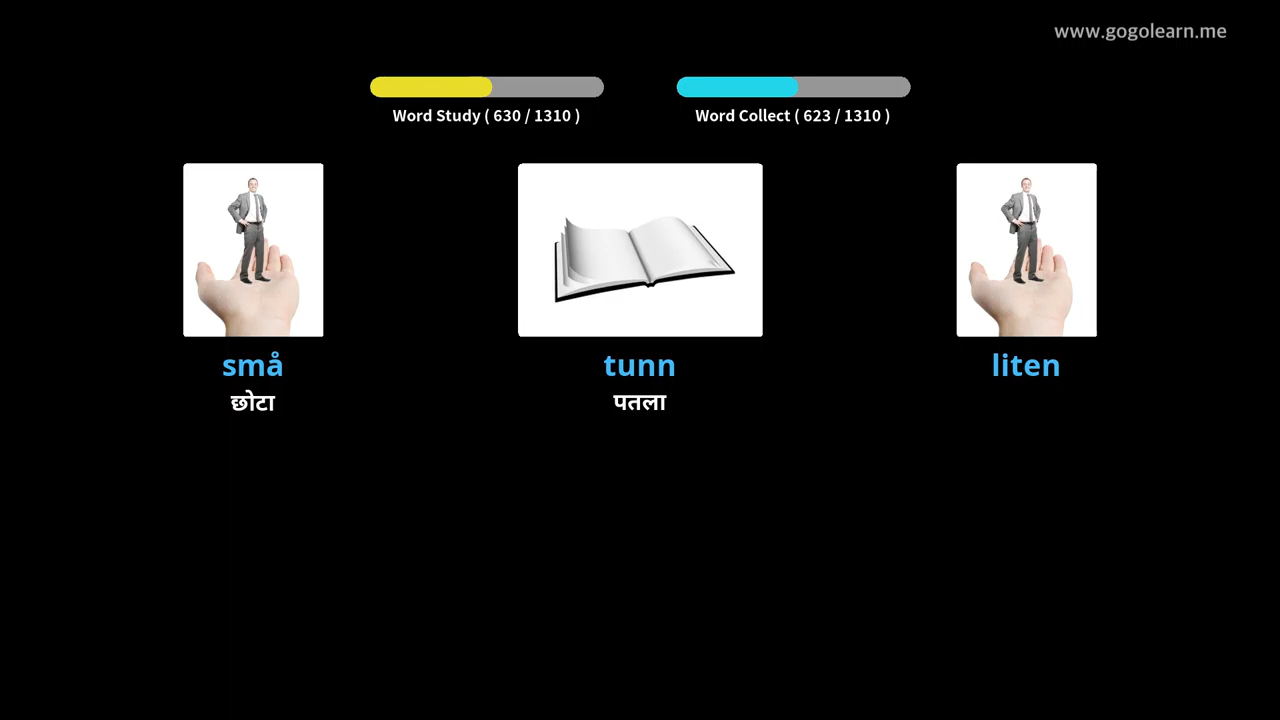 www.gogolearn.me
Word Study ( 630 / 1310 )
Word Collect ( 623 / 1310 )
små
tunn
liten
छोटा
पतला